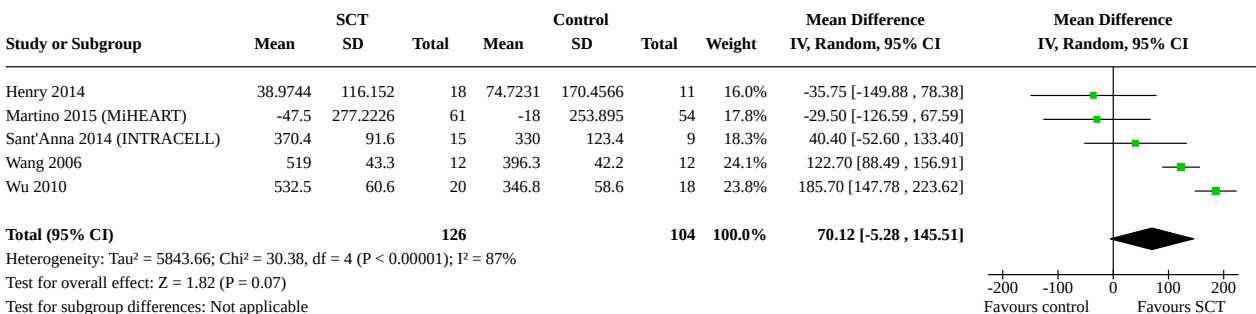 SCT Control Mean Difference Mean Difference
Study or Subgroup Mean SD Total Mean SD Total Weight IV, Random, 95% CI IV, Random, 95% CI
Henry 2014 38.9744 116.152 18 74.7231 170.4566 11 16.0% -35.75 [-149.88 , 78.38]
Martino 2015 (MiHEART) -47.5 277.2226 61 -18 253.895 54 17.8% -29.50 [-126.59 , 67.59]
Sant'Anna 2014 (INTRACELL) 370.4 91.6 15 330 123.4 9 18.3% 40.40 [-52.60 , 133.40]
Wang 2006 519 43.3 12 396.3 42.2 12 24.1% 122.70 [88.49 , 156.91]
Wu 2010 532.5 60.6 20 346.8 58.6 18 23.8% 185.70 [147.78 , 223.62]
Total (95% CI) 126 104 100.0% 70.12 [-5.28 , 145.51]
Heterogeneity: Tau² = 5843.66; Chi² = 30.38, df = 4 (P < 0.00001); I² = 87%
Test for overall effect: Z = 1.82 (P = 0.07)
-200 -100 0 100 200
Test for subgroup differences: Not applicable
Favours control Favours SCT